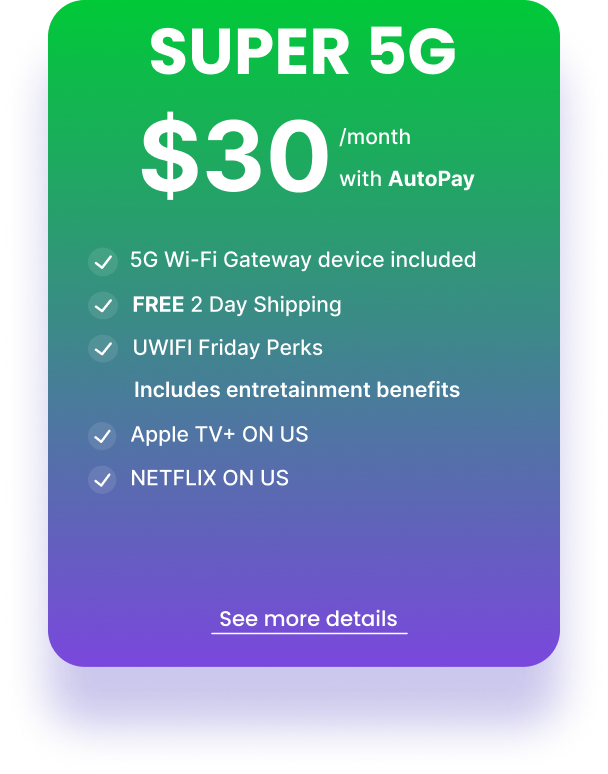 SUPER 5G
$30 /month
with AutoPay
5G Wi-Fi Gateway device included
FREE 2 Day Shipping
UWIFI Friday Perks
Includes entretainment benefits
Apple TV+ ON US
NETFLIX ON US
See more details